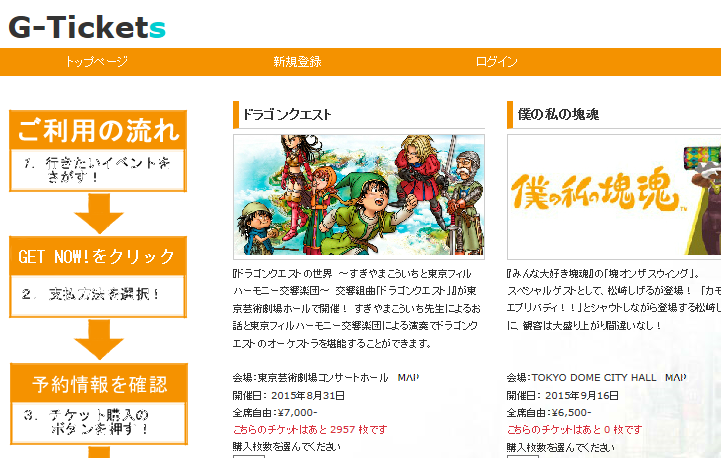 G-Tickets
トップページ
新規登録
ログイン
ご利用の流れ
1. 行きたいイベントを
さがす!
GET NOW!をクリック
2. 支払方法を選択!
予約情報を確認
3. チケット購入の
ボタンを押す!
ドラゴンクエスト
『ドラゴンクエストの世界 ～すぎやまこういちと東京フィル
ハーモニー交響楽団～ 交響組曲「ドラゴンクエスト」』が東
京芸術劇場ホールで開催! すぎやまこういち先生によるお
話と東京フィルハーモニー交響楽団による演奏でドラゴンク
エストのオーケストラを堪能することができます。
会場:東京芸術劇場コンサートホール MAP
開催日: 2015年8月31日
全席自由:¥7,000-
こちらのチケットはあと 2957 枚です
購入枚数を選んでください
僕の私の塊魂
僕の私の塊魂™
『みんな大好き塊魂』の「塊オンザスウィング」。
スペシャルゲストとして、松崎しげるが登場! 「カモ
エブリバディ!!」とシャウトしながら登場する松崎し
に、観客は大盛り上がり間違いなし!
会場:TOKYO DOME CITY HALL MAP
開催日: 2015年9月16日
全席自由:¥6,500-
こちらのチケットはあと 0 枚です
購入枚数を選んでください